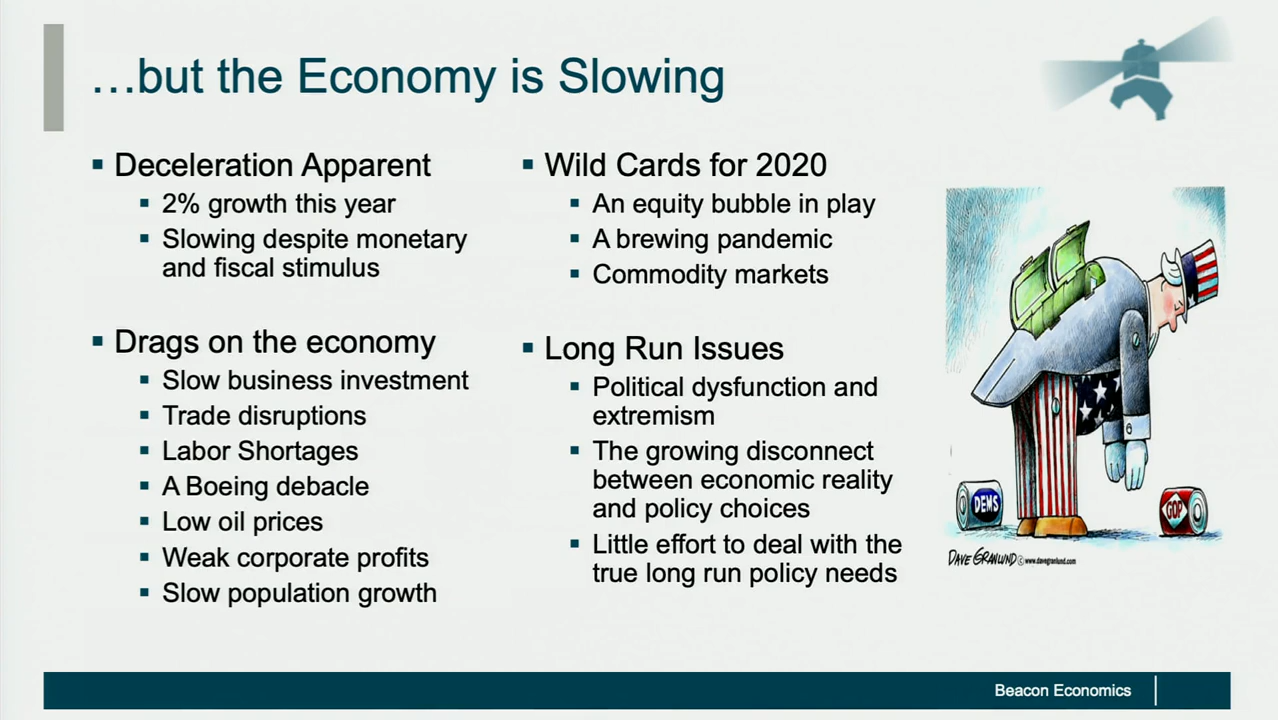 …but the Economy is Slowing
Deceleration Apparent
2% growth this year
Slowing despite monetary
and fiscal stimulus
Drags on the economy
Slow business investment
Trade disruptions
Labor Shortages
A Boeing debacle
Low oil prices
Weak corporate profits
Slow population growth
Wild Cards for 2020
An equity bubble in play
A brewing pandemic
Commodity markets
Long Run Issues
Political dysfunction and
extremism
The growing disconnect
between economic reality
and policy choices
Little effort to deal with the
true long run policy needs
DEMS
GOP
DAVE GRANLUND © www.davegranlund.com
Beacon Economics